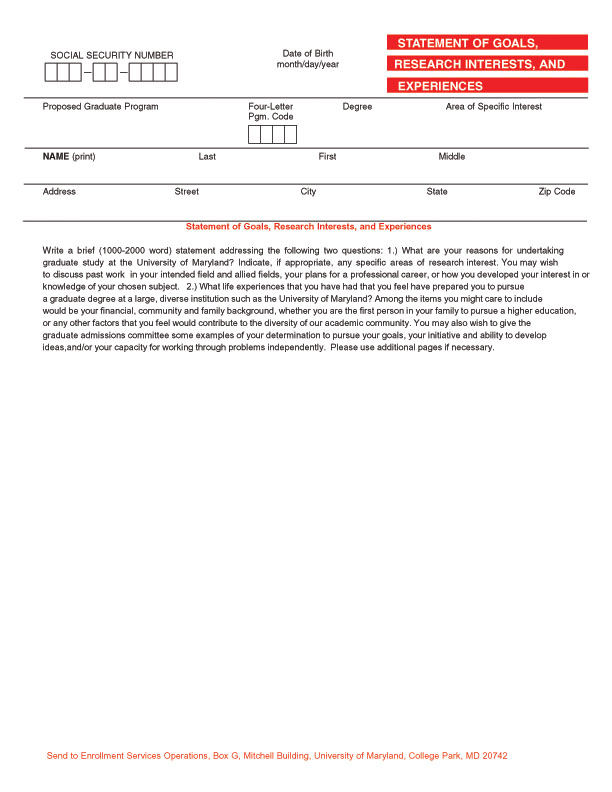 SOCIAL SECURITY NUMBER
Date of Birth
month/day/year
STATEMENT OF GOALS,
RESEARCH INTERESTS, AND
EXPERIENCES
Proposed Graduate Program Four-Letter Degree Area of Specific Interest
Pgm. Code
NAME (print) Last First Middle
Address Street City State Zip Code
Statement of Goals, Research Interests, and Experiences
Write a brief (1000-2000 word) statement addressing the following two questions: 1.) What are your reasons for undertaking
graduate study at the University of Maryland? Indicate, if appropriate, any specific areas of research interest. You may wish
to discuss past work in your intended field and allied fields, your plans for a professional career, or how you developed your interest in or
knowledge of your chosen subject. 2.) What life experiences that you have had that you feel have prepared you to pursue
a graduate degree at a large, diverse institution such as the University of Maryland? Among the items you might care to include
would be your financial, community and family background, whether you are the first person in your family to pursue a higher education,
or any other factors that you feel would contribute to the diversity of our academic community. You may also wish to give the
graduate admissions committee some examples of your determination to pursue your goals, your initiative and ability to develop
ideas,and/or your capacity for working through problems independently. Please use additional pages if necessary.
Send to Enrollment Services Operations, Box G, Mitchell Building, University of Maryland, College Park, MD 20742